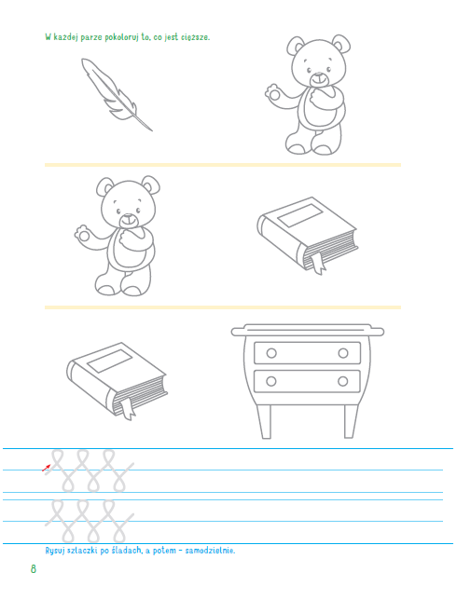 W każdej parze pokoloruj to, co jest cięższe.
Rysuj szlaczki po śladach, a potem – samodzielnie.
8